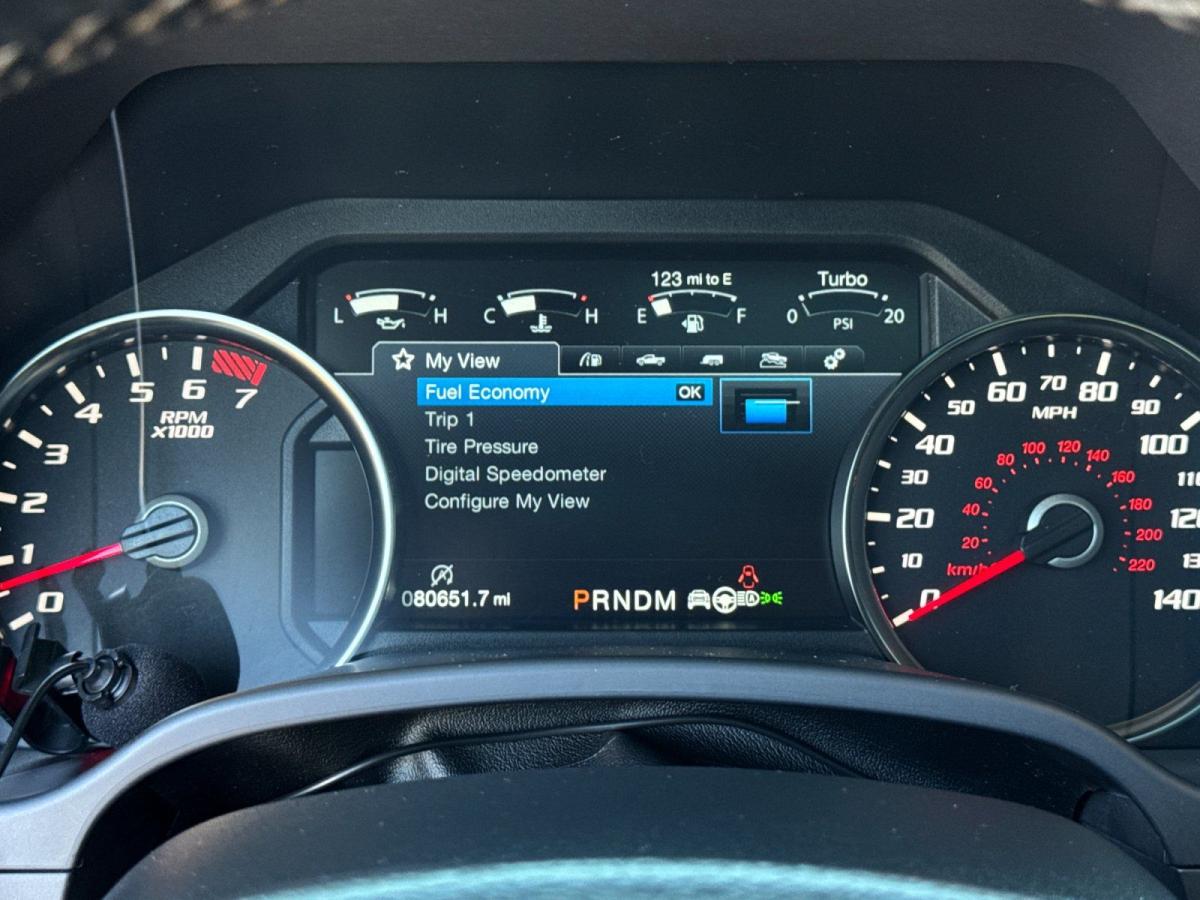 123 mi to E
Turbo
L H
C H
E F
0 PSI 20
My View
Fuel Economy OK
Trip 1
Tire Pressure
Digital Speedometer
Configure My View
080651.7 mi
PRNDM
A
0 1 2 3 4 5 6 7
RPM
X1000
0 10 20 30 40 50 60 70 80 90 100
120
140
MPH
20 40 60 80 100 120 140 160 180 200 220
km/h